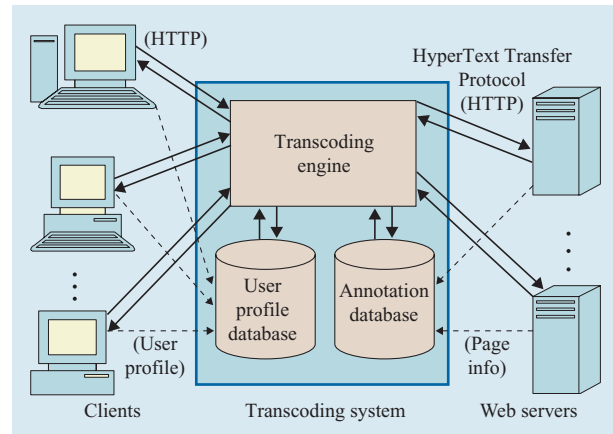 (HTTP)
HyperText Transfer
Protocol
(HTTP)
Transcoding
engine
User
profile
database
Annotation
database
(User
profile)
(Page
info)
Clients
Transcoding system
Web servers